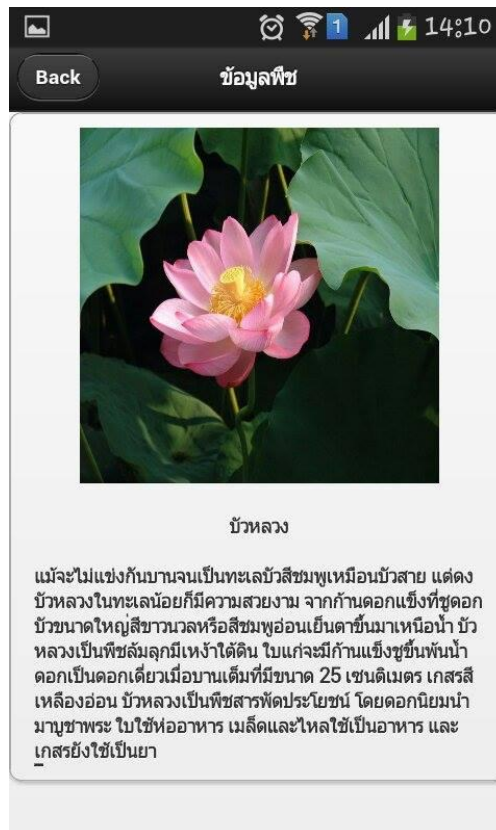 1 14:10
Back ข้อมูลพืช
บัวหลวง
แม้จะไม่แข่งกันบานจนเป็นทะเลบัวสีชมพูเหมือนบัวสาย แต่ดง
บัวหลวงในทะเลน้อยก็มีความสวยงาม จากก้านดอกแข็งที่ชูดอก
บัวขนาดใหญ่สีขาวนวลหรือสีชมพูอ่อนเย็นตาขึ้นมาเหนือน้ำ บัว
หลวงเป็นพืชล้มลุกมีเหง้าใต้ดิน ใบแก่จะมีก้านแข็งชูขึ้นพ้นน้ำ
ดอกเป็นดอกเดี่ยวเมื่อบานเต็มที่มีขนาด 25 เซนติเมตร เกสรสี
เหลืองอ่อน บัวหลวงเป็นพืชสารพัดประโยชน์ โดยดอกนิยมนำ
มาบูชาพระ ใบใช้ห่ออาหาร เมล็ดและไหลใช้เป็นอาหาร และ
เกสรยังใช้เป็นยา